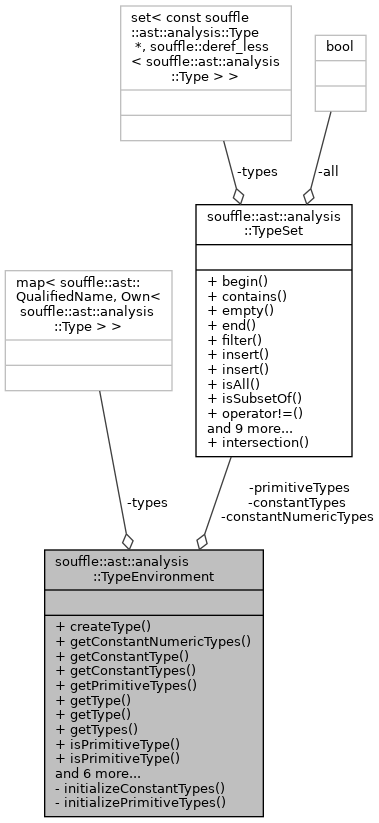 set< const souffle
::ast::analysis::Type
*, souffle::deref_less
< souffle::ast::analysis
::Type > >
bool
-types
-all
souffle::ast::analysis
::TypeSet
+ begin()
+ contains()
+ empty()
+ end()
+ filter()
+ insert()
+ insert()
+ isAll()
+ isSubsetOf()
+ operator!=()
and 9 more...
+ intersection()
map< souffle::ast::
QualifiedName, Own<
souffle::ast::analysis
::Type > >
-types
-primitiveTypes
-constantTypes
-constantNumericTypes
souffle::ast::analysis
::TypeEnvironment
+ createType()
+ getConstantNumericTypes()
+ getConstantType()
+ getConstantTypes()
+ getPrimitiveTypes()
+ getType()
+ getType()
+ getTypes()
+ isPrimitiveType()
+ isPrimitiveType()
and 6 more...
- initializeConstantTypes()
- initializePrimitiveTypes()